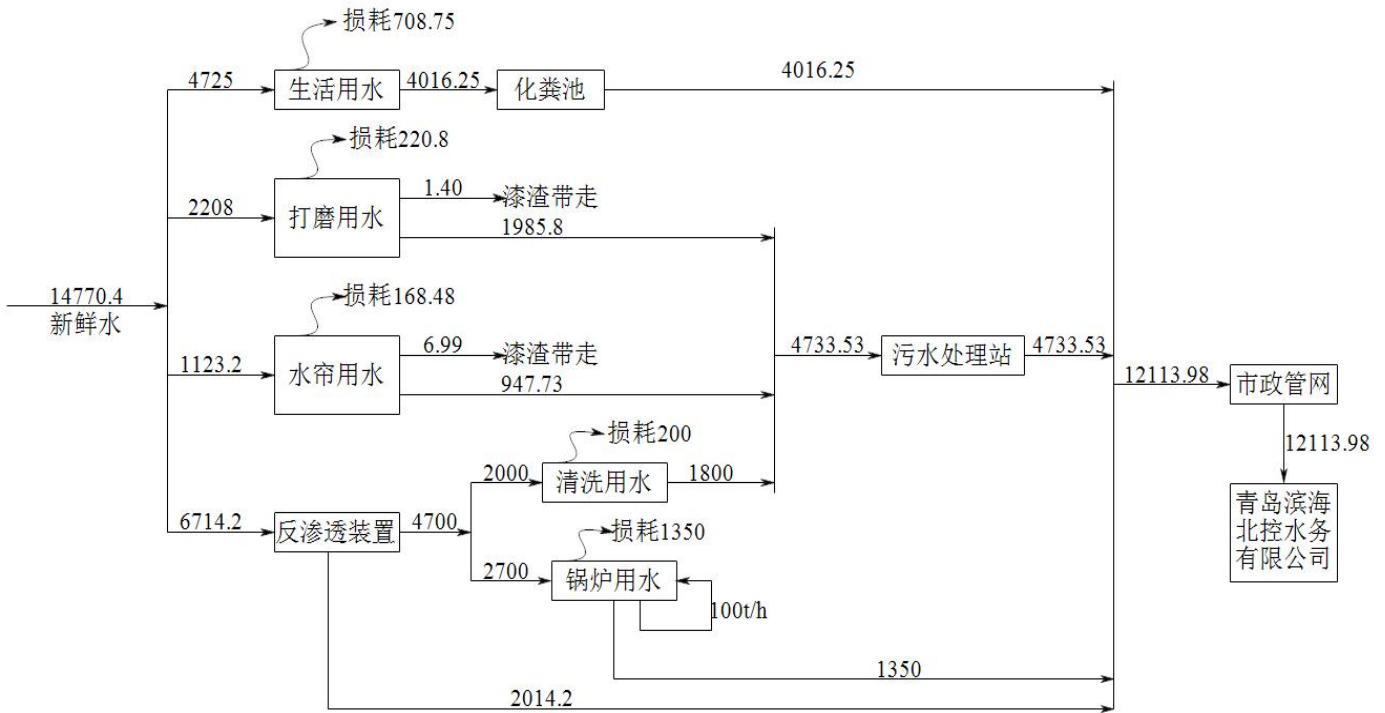 损耗708.75
4725
生活用水
4016.25
化粪池
4016.25
损耗220.8
2208
打磨用水
1.40
漆渣带走
1985.8
14770.4
新鲜水
损耗168.48
1123.2
水帘用水
6.99
漆渣带走
947.73
4733.53
污水处理站
4733.53
12113.98
市政管网
12113.98
青岛滨海
北控水务
有限公司
损耗200
2000
清洗用水
1800
6714.2
反渗透装置
4700
损耗1350
2700
锅炉用水
100t/h
1350
2014.2